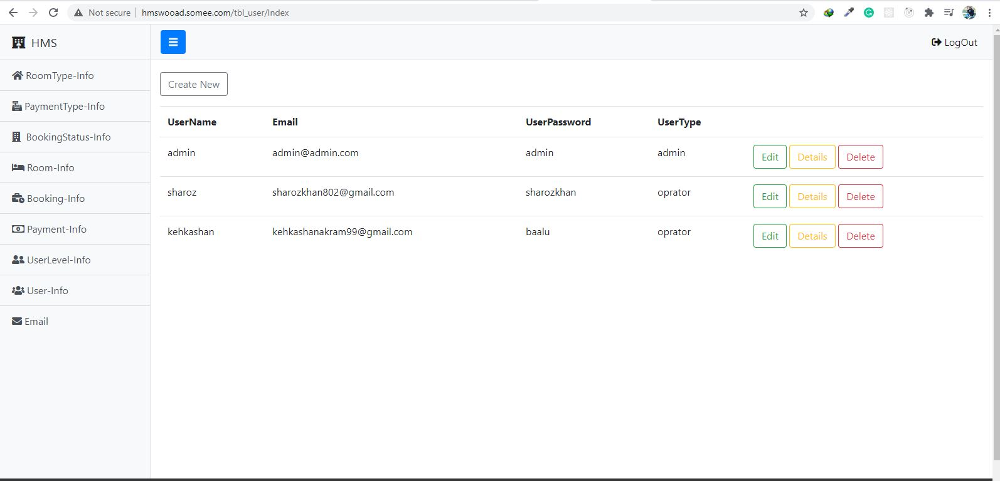 Not secure | hmswooad.somee.com/tbl_user/Index
HMS
LogOut
RoomType-Info
PaymentType-Info
BookingStatus-Info
Room-Info
Booking-Info
Payment-Info
UserLevel-Info
User-Info
Email
Create New
UserName Email UserPassword UserType
admin admin@admin.com admin admin Edit Details Delete
sharoz sharozkhan802@gmail.com sharozkhan oprator Edit Details Delete
kehkashan kehkashanakram99@gmail.com baalu oprator Edit Details Delete